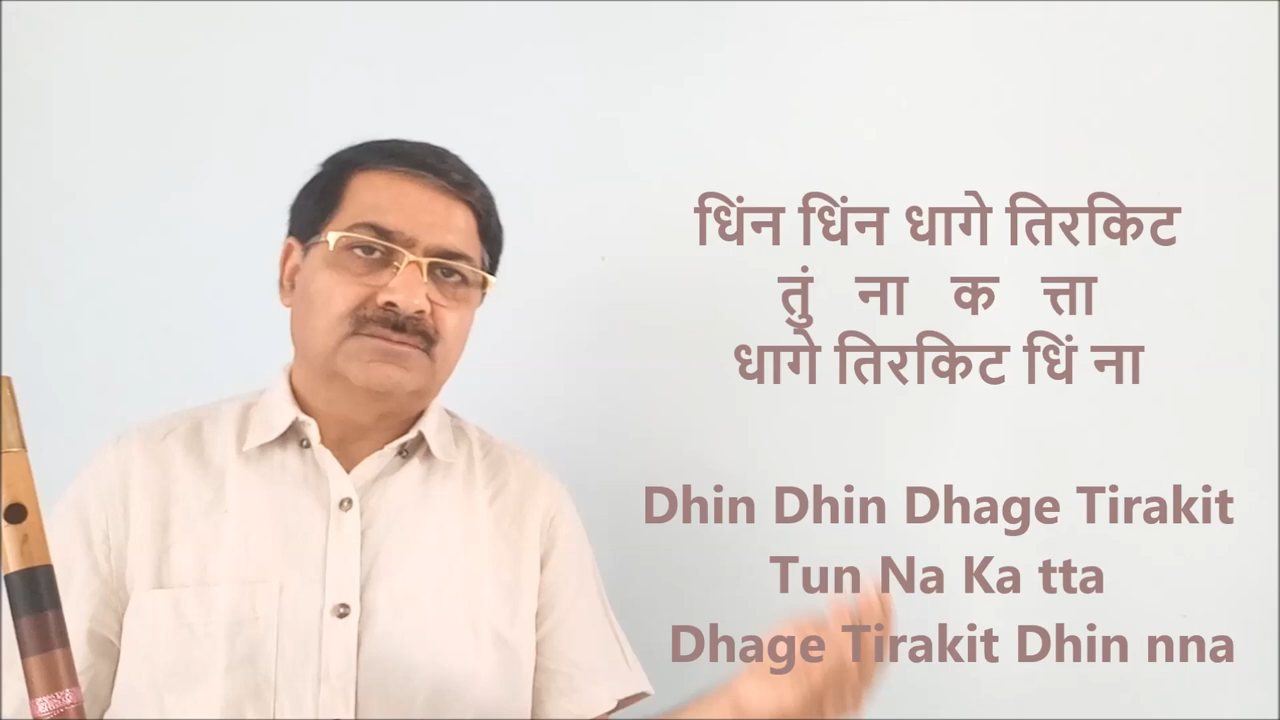 धिंन धिंन धागे तिरकिट
तुं ना क त्ता
धागे तिरकिट धिं ना
Dhin Dhin Dhage Tirakit
Tun Na Ka tta
Dhage Tirakit Dhin nna